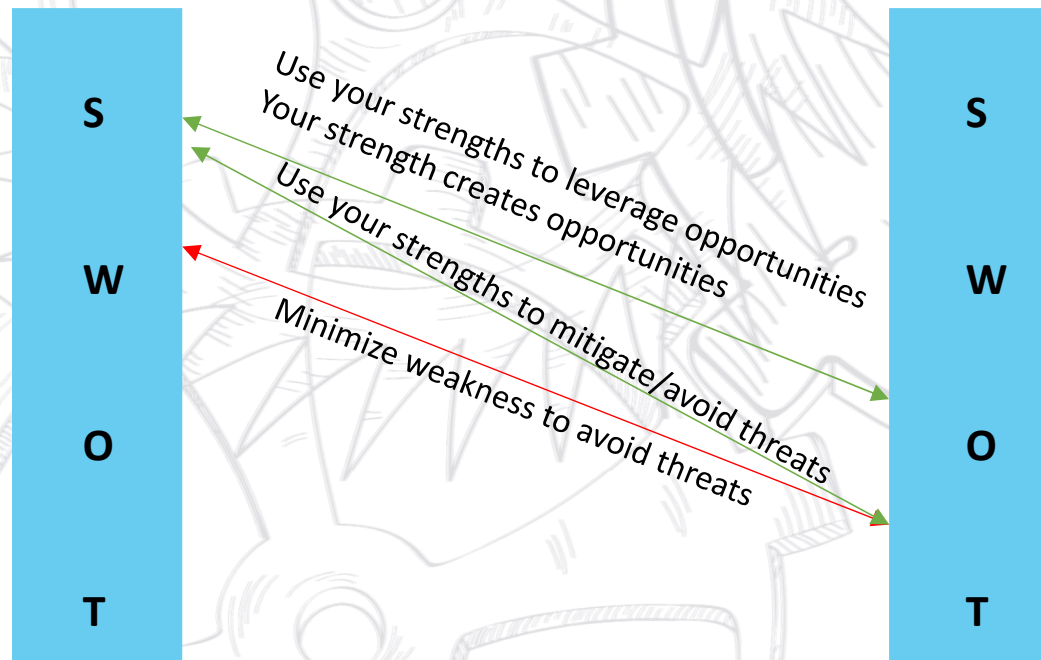 S
W
O
T
Use your strengths to leverage opportunities
Your strength creates opportunities
Use your strengths to mitigate/avoid threats
Minimize weakness to avoid threats
S
W
O
T